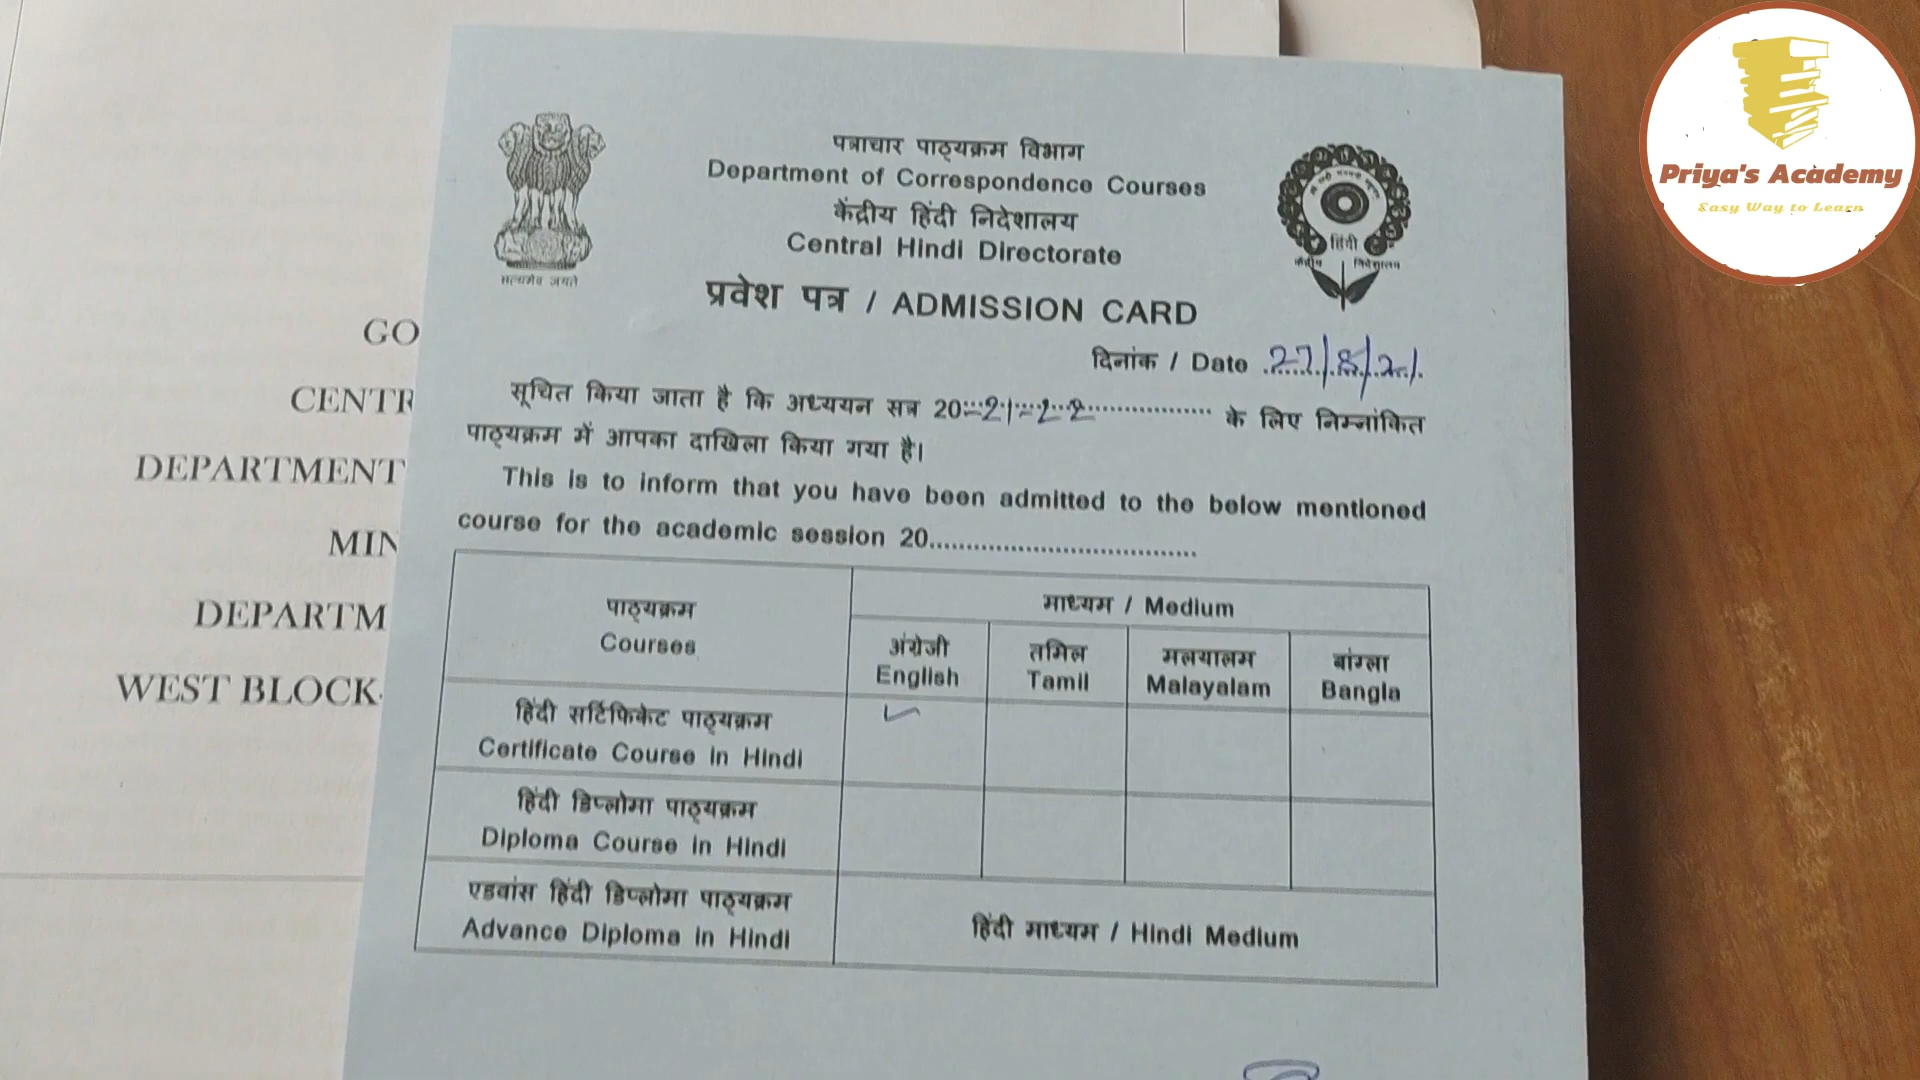 पत्राचार पाठ्यक्रम विभाग
Department of Correspondence Courses
केंद्रीय हिंदी निदेशालय
Central Hindi Directorate
प्रवेश पत्र / ADMISSION CARD
सत्यमेव जयते
हिंदी
केंद्रीय निदेशालय
Priya's Academy
Easy Way to Learn
दिनांक / Date 27/8/21
सूचित किया जाता है कि अध्ययन सत्र 20 21-22 के लिए निम्नांकित
पाठ्यक्रम में आपका दाखिला किया गया है।
This is to inform that you have been admitted to the below mentioned
course for the academic session 20
पाठ्यक्रम
Courses
माध्यम / Medium
अंग्रेजी
English
तमिल
Tamil
मलयालम
Malayalam
बांग्ला
Bangla
हिंदी सर्टिफिकेट पाठ्यक्रम
Certificate Course in Hindi
हिंदी डिप्लोमा पाठ्यक्रम
Diploma Course in Hindi
एडवांस हिंदी डिप्लोमा पाठ्यक्रम
Advance Diploma in Hindi
हिंदी माध्यम / Hindi Medium
GO
CENTR
DEPARTMENT
MIN
DEPARTM
WEST BLOCK-